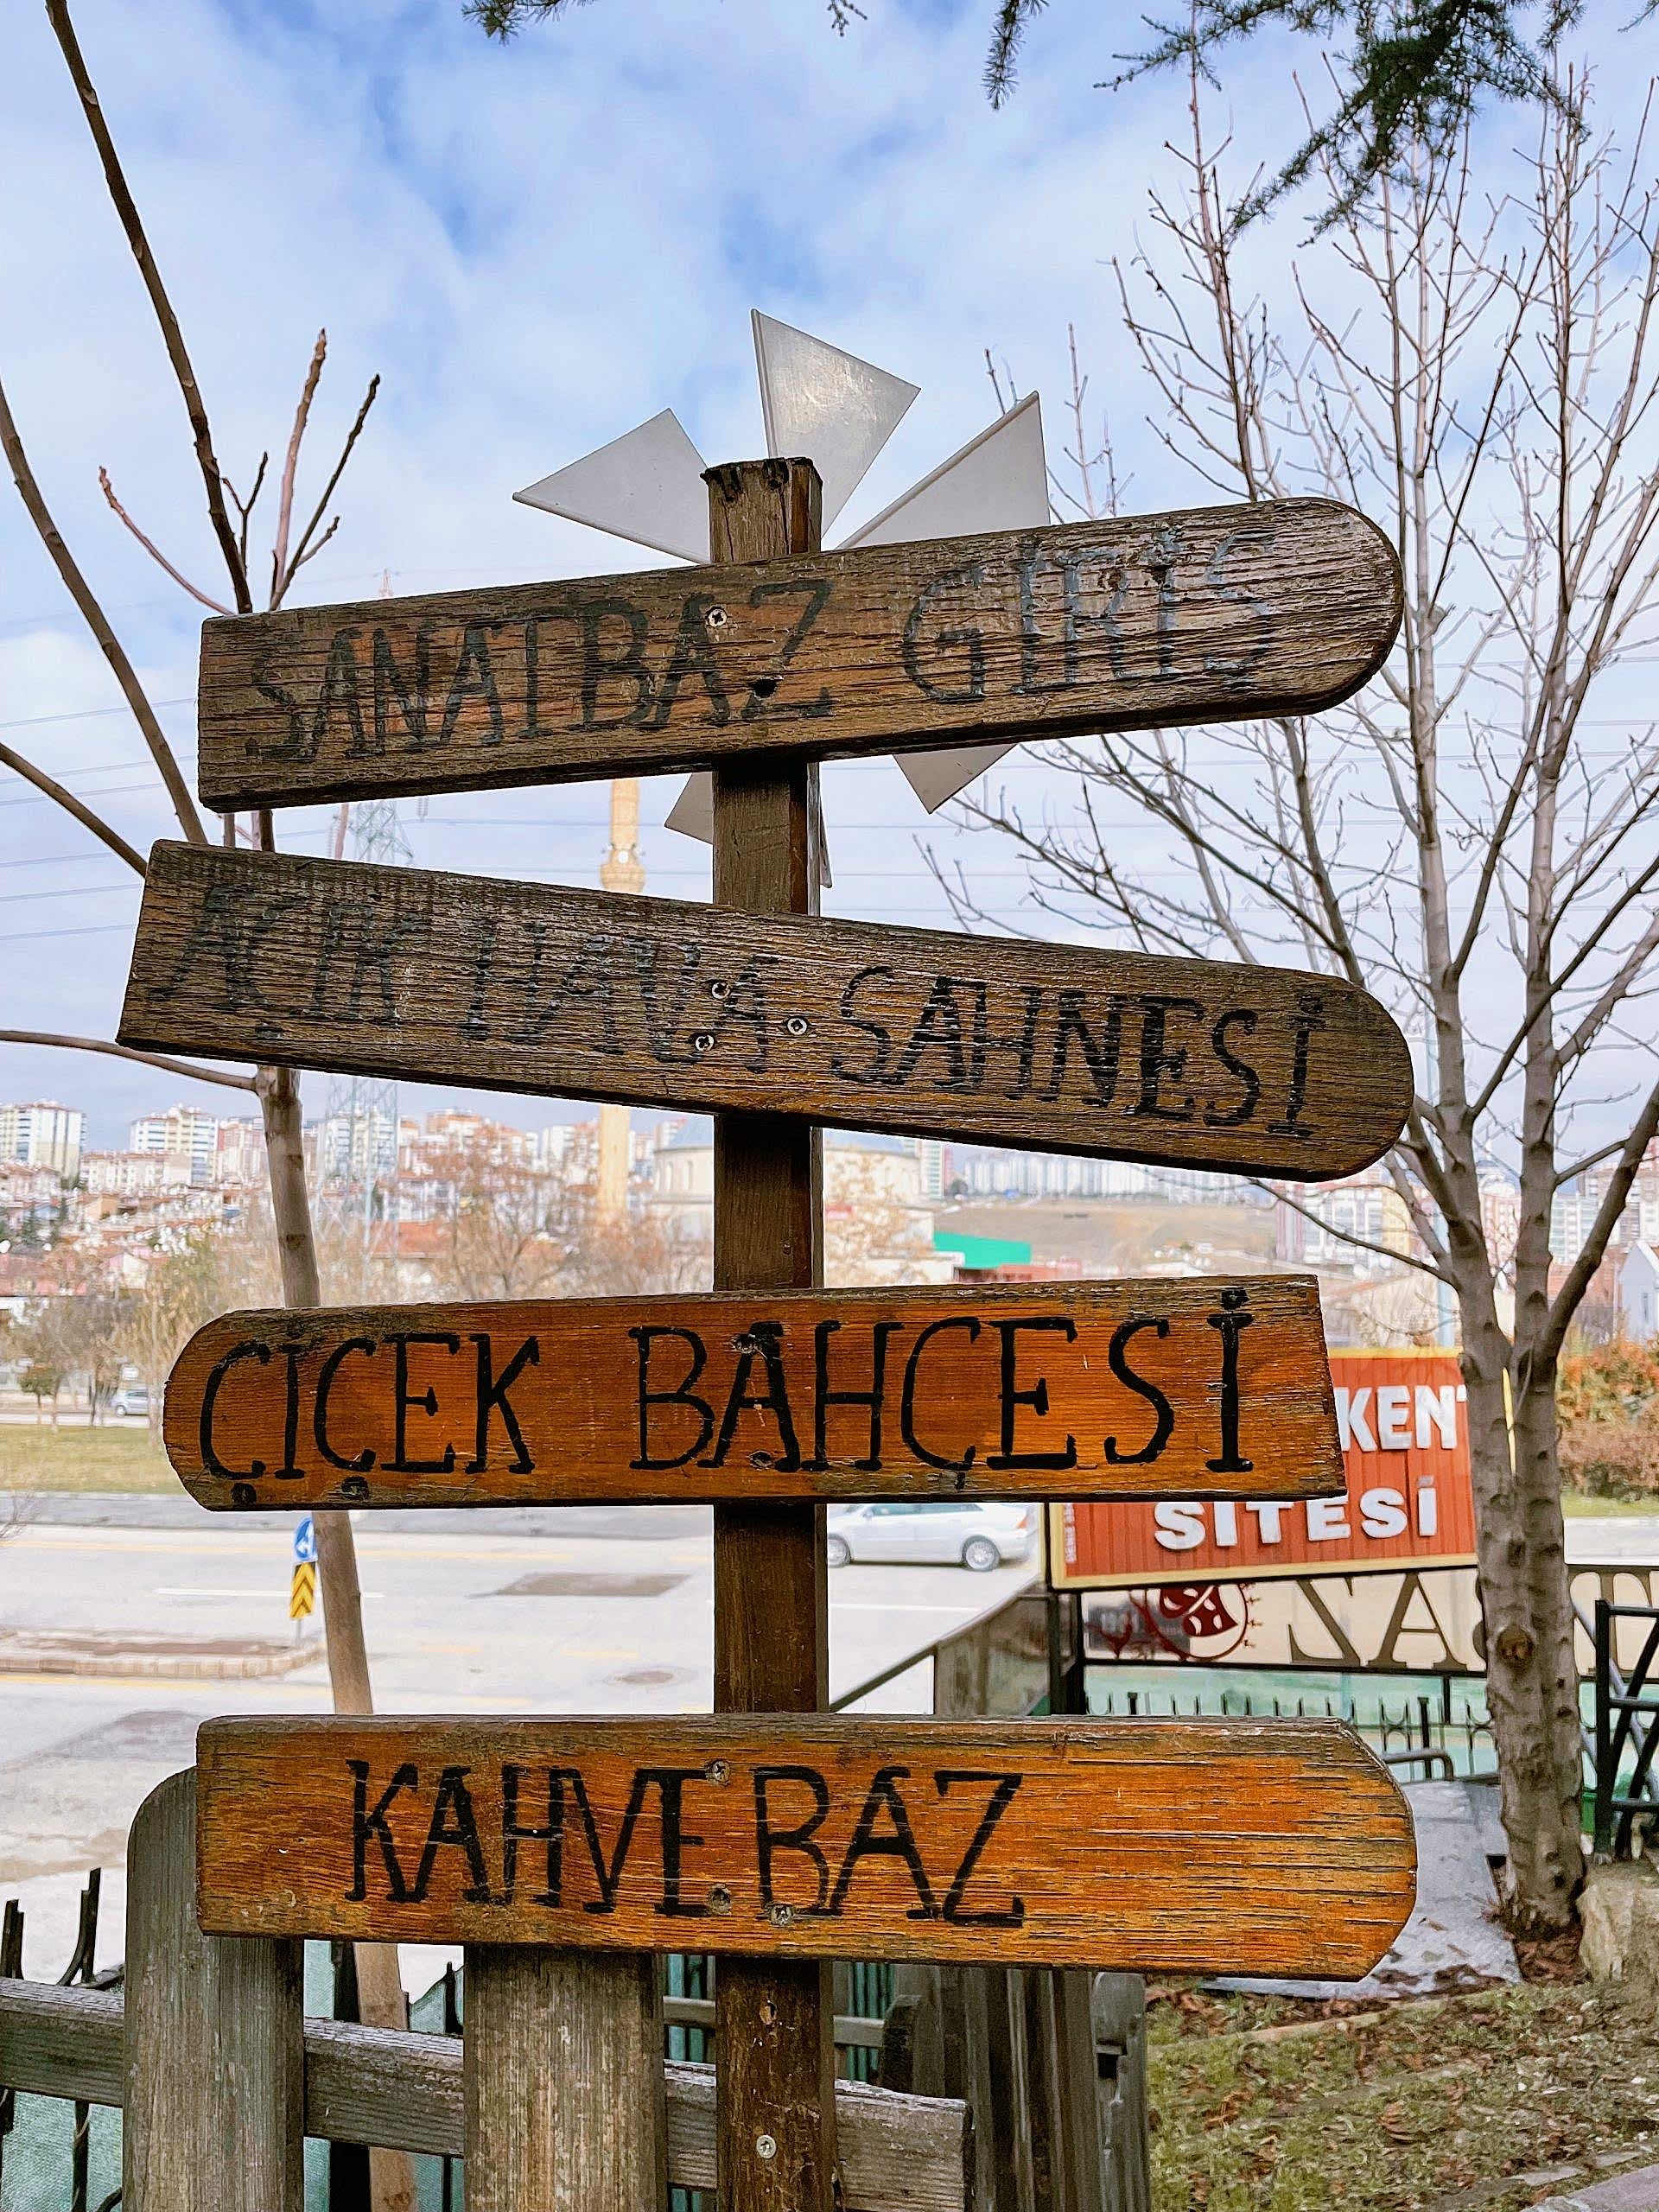 SANATBAZ GİRİŞ
AÇIK HAVA SAHNESİ
ÇİÇEK BAHÇESİ
KAHVEBAZ
KENT
SİTESİ